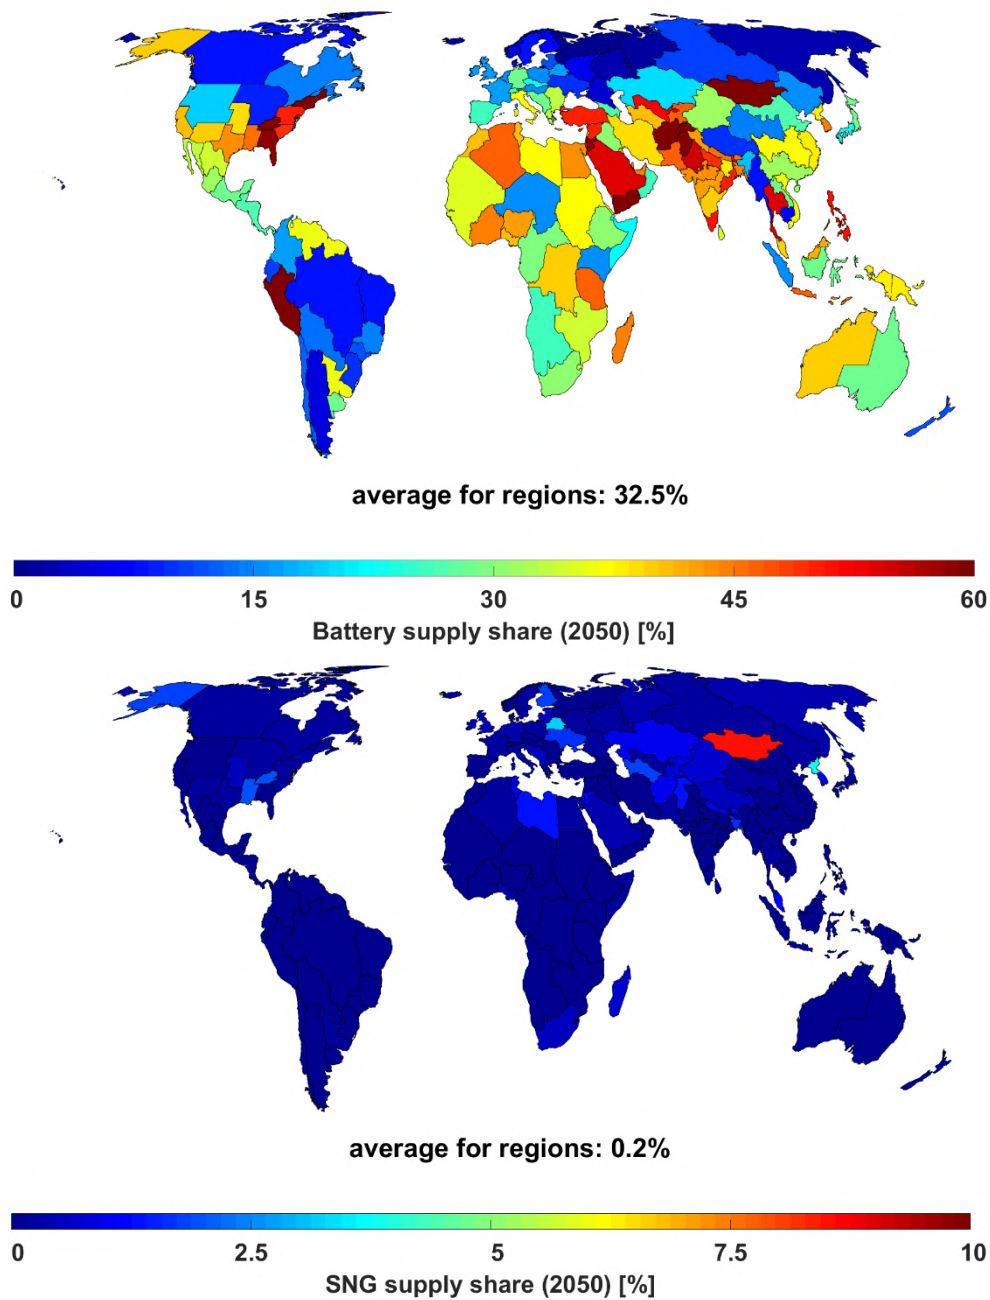 average for regions: 32.5%
0 15 30 45 60
Battery supply share (2050) [%]
average for regions: 0.2%
0 2.5 5 7.5 10
SNG supply share (2050) [%]